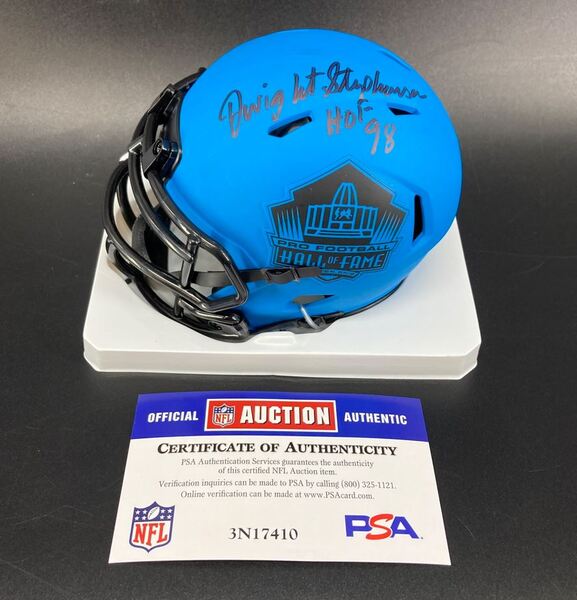 Dwight Stephenson
HOF
98
PRO FOOTBALL
HALL OF FAME
OFFICIAL NFL AUCTION AUTHENTIC
CERTIFICATE OF AUTHENTICITY
PSA Authentication Services guarantees the authenticity
of this certified NFL Auction item.
Verification inquiries can be made to PSA by calling (800) 325-1121.
Online verification can be made at www.PSAcard.com.
NFL 3N17410 PSA